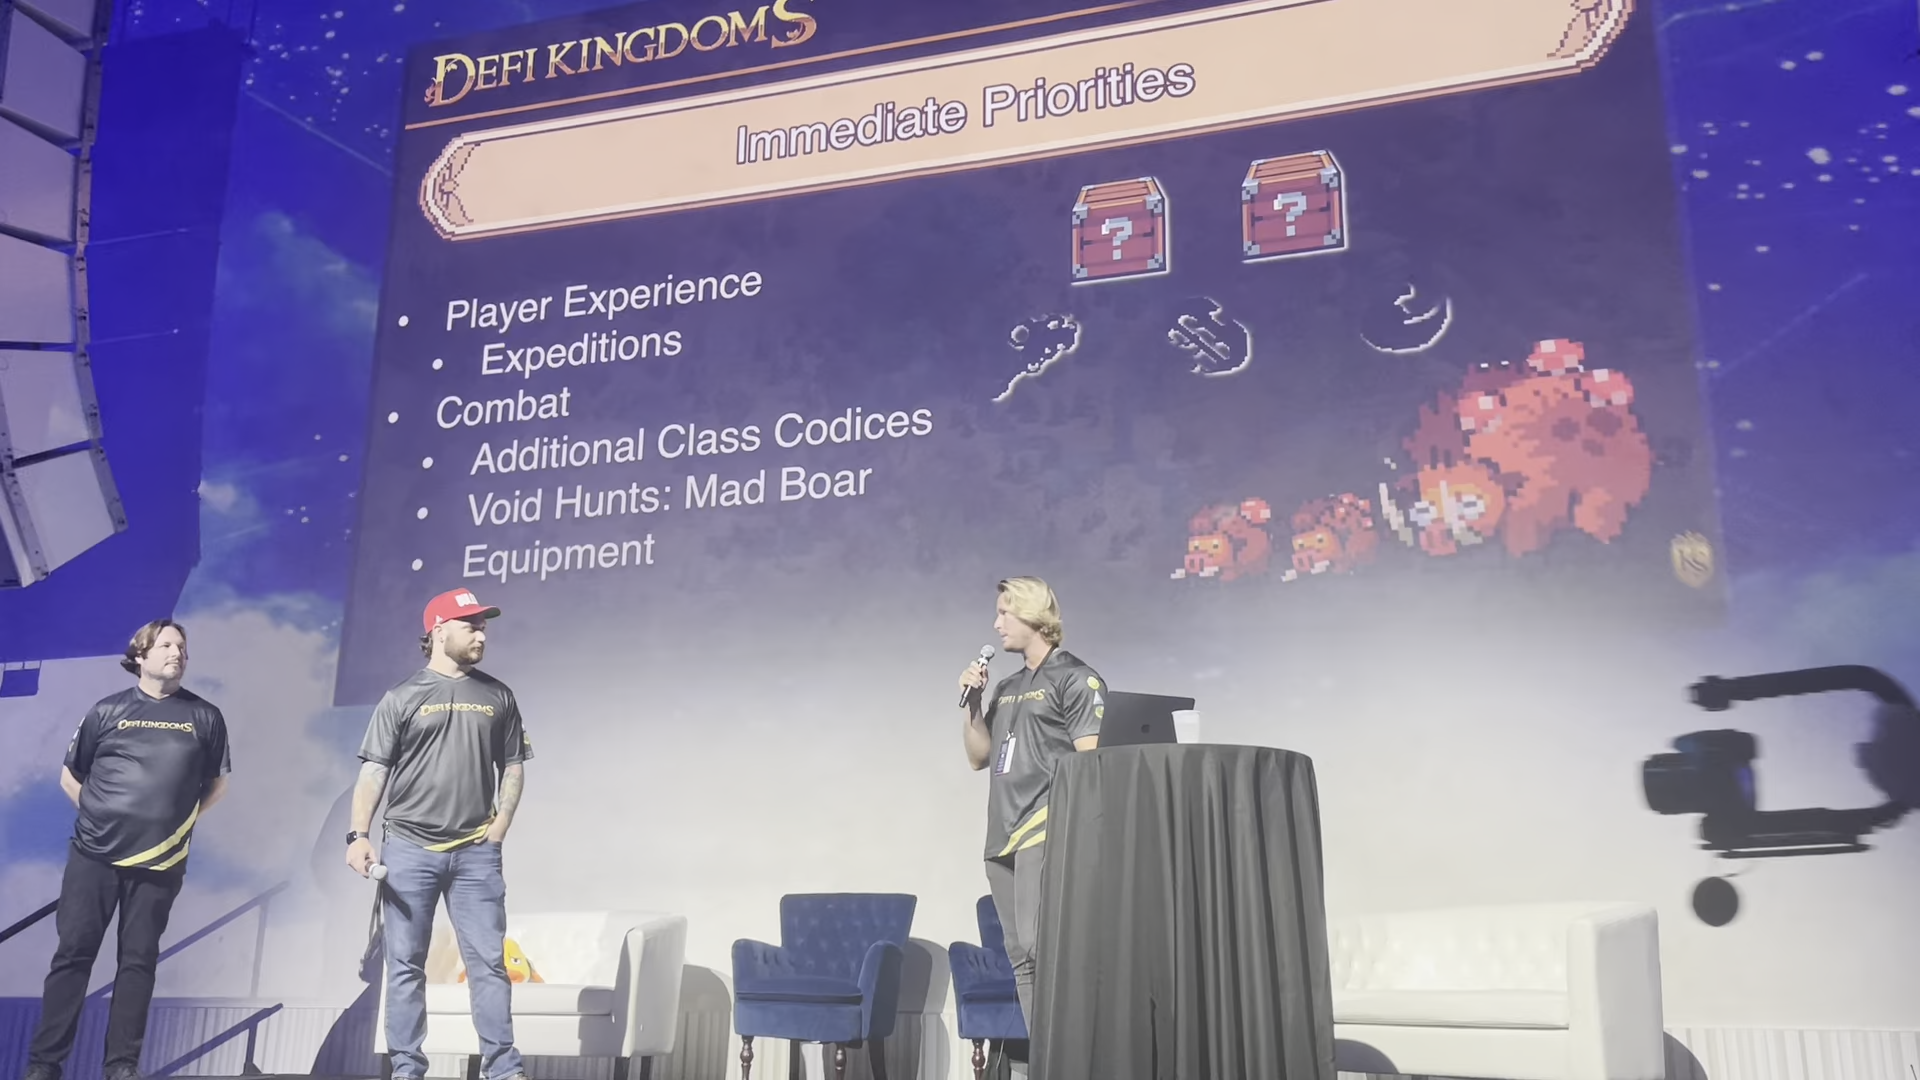 DEFI KINGDOMS
Immediate Priorities
? ?
• Player Experience
• Expeditions
• Combat
• Additional Class Codices
• Void Hunts: Mad Boar
• Equipment
DEFI KINGDOMS
DEFI KINGDOMS
DEFI KINGDOMS